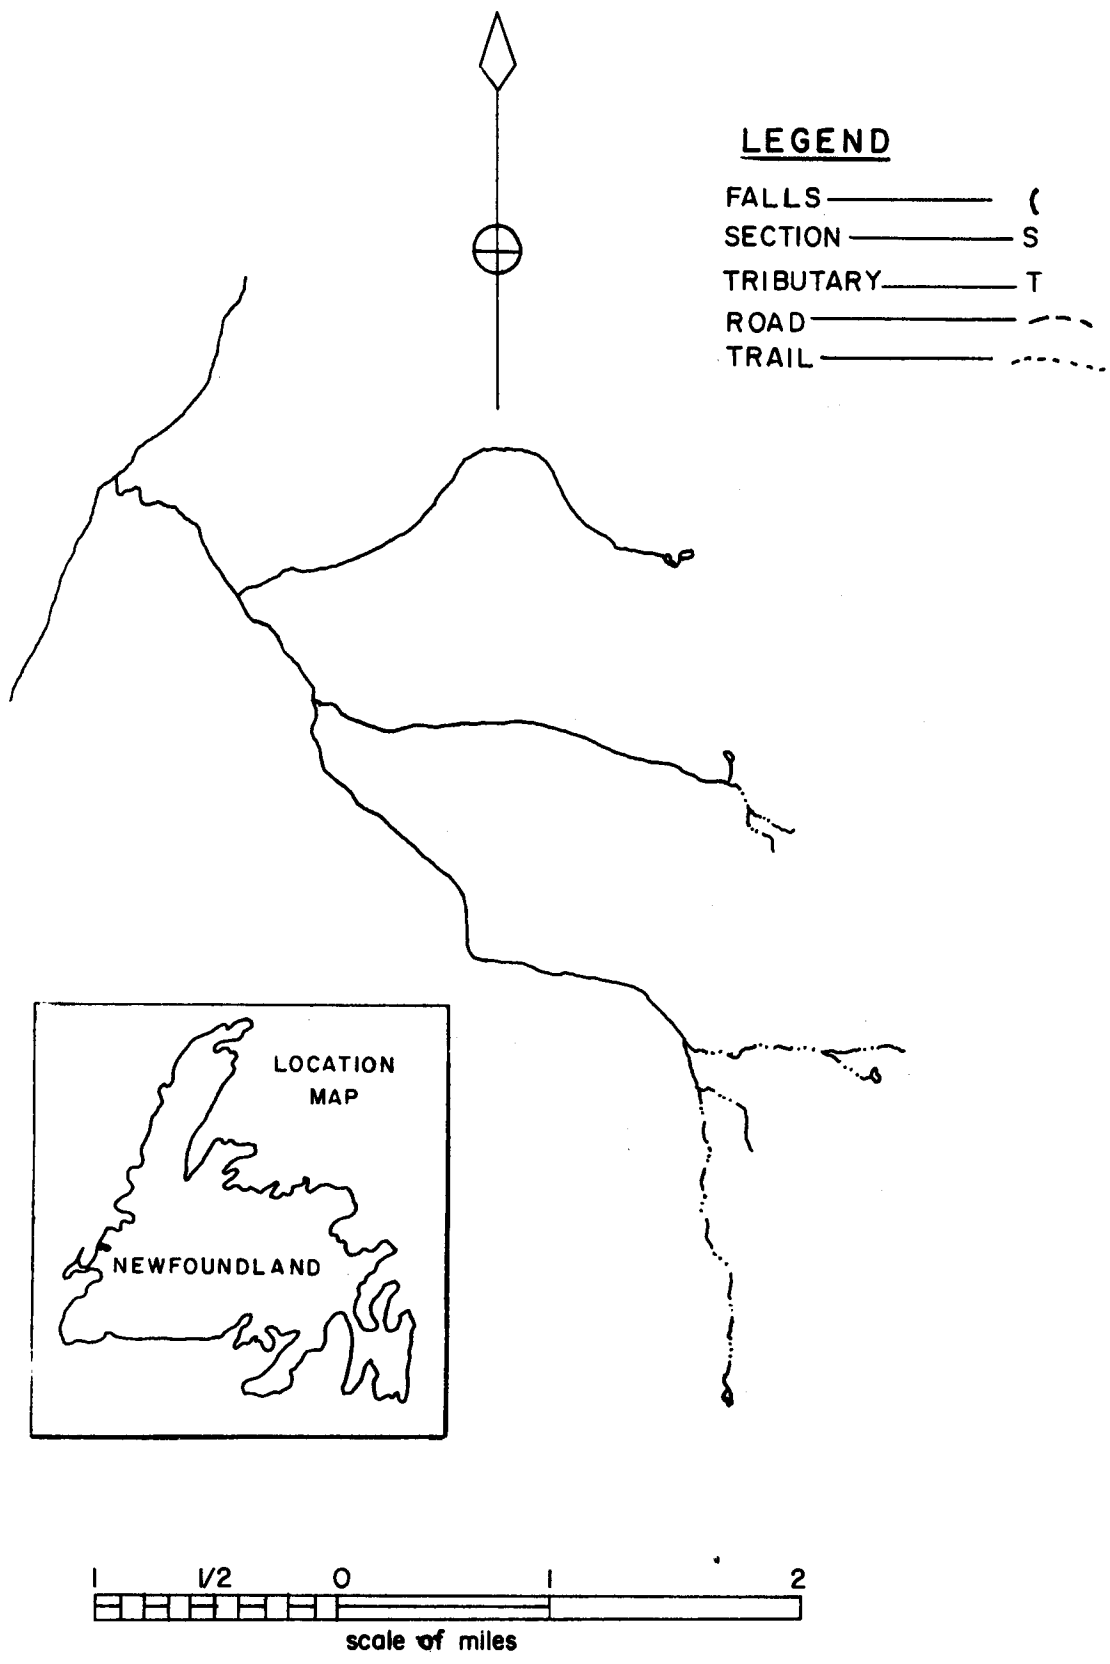 LEGEND
FALLS (
SECTION S
TRIBUTARY T
ROAD
TRAIL
LOCATION
MAP
NEWFOUNDLAND
1 1/2 0 1 2
scale of miles